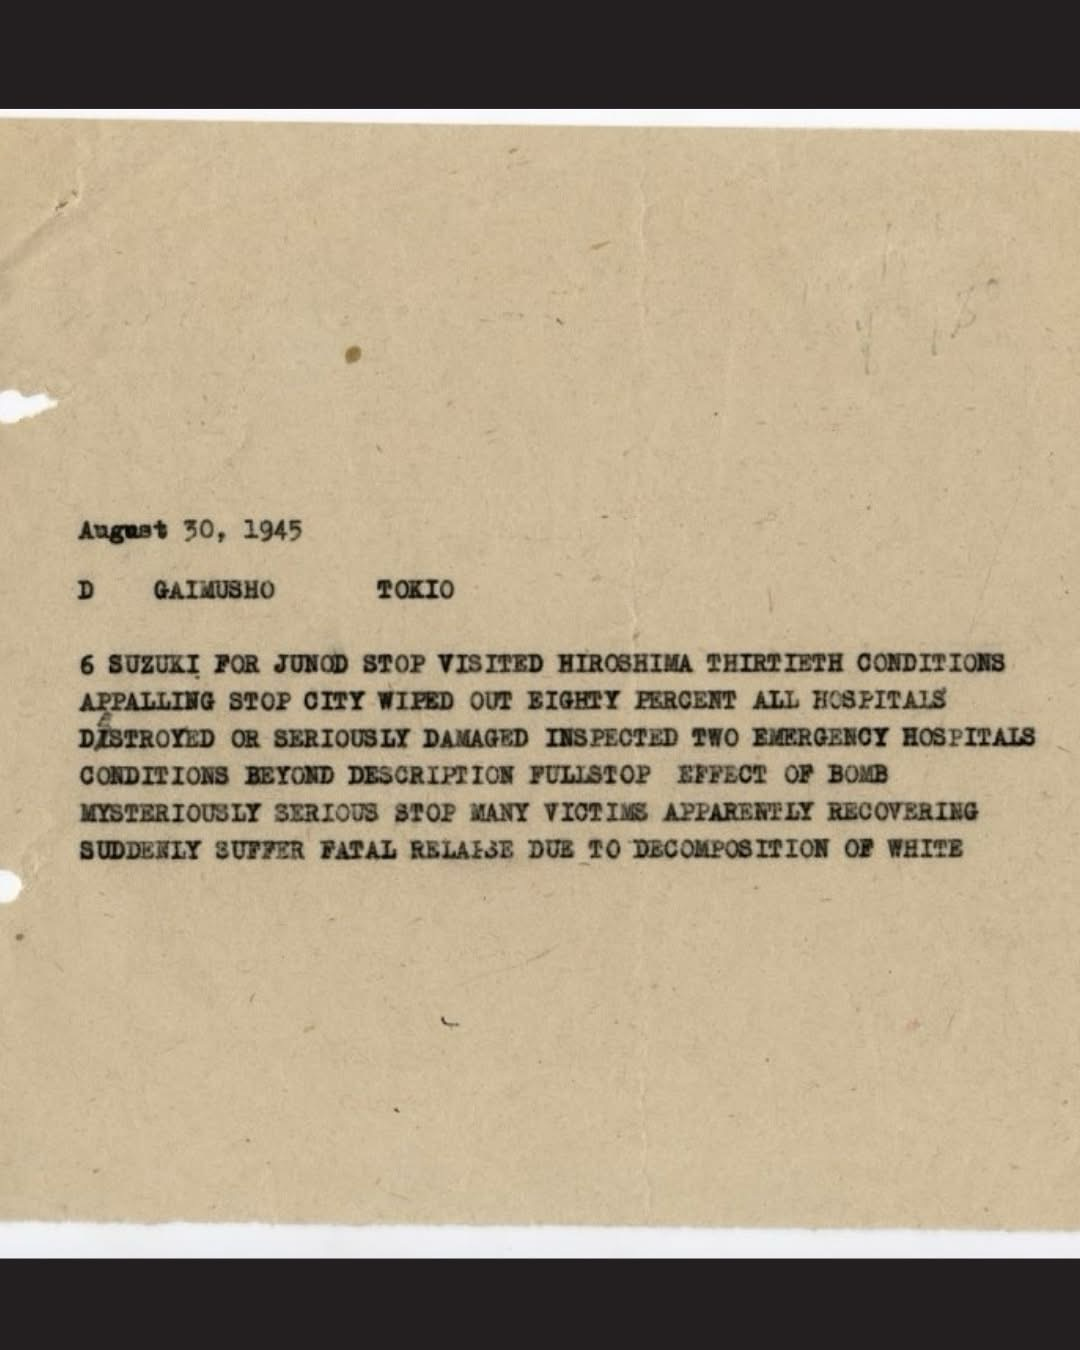 August 30, 1945
D GAIMUSHO TOKIO
6 SUZUKI FOR JUNOD STOP VISITED HIROSHIMA THIRTIETH CONDITIONS
APPALLING STOP CITY WIPED OUT EIGHTY PERCENT ALL HOSPITALS
DESTROYED OR SERIOUSLY DAMAGED INSPECTED TWO EMERGENCY HOSPITALS
CONDITIONS BEYOND DESCRIPTION FULLSTOP EFFECT OF BOMB
MYSTERIOUSLY SERIOUS STOP MANY VICTIMS APPARENTLY RECOVERING
SUDDENLY SUFFER FATAL RELAPSE DUE TO DECOMPOSITION OF WHITE